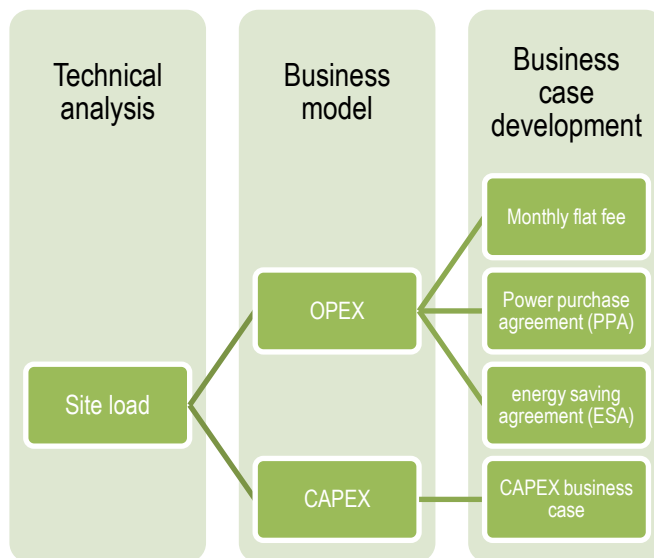 Technical
analysis
Business
model
Business
case
development
Monthly flat fee
OPEX
Power purchase
agreement (PPA)
Site load
energy saving
agreement (ESA)
CAPEX
CAPEX business
case